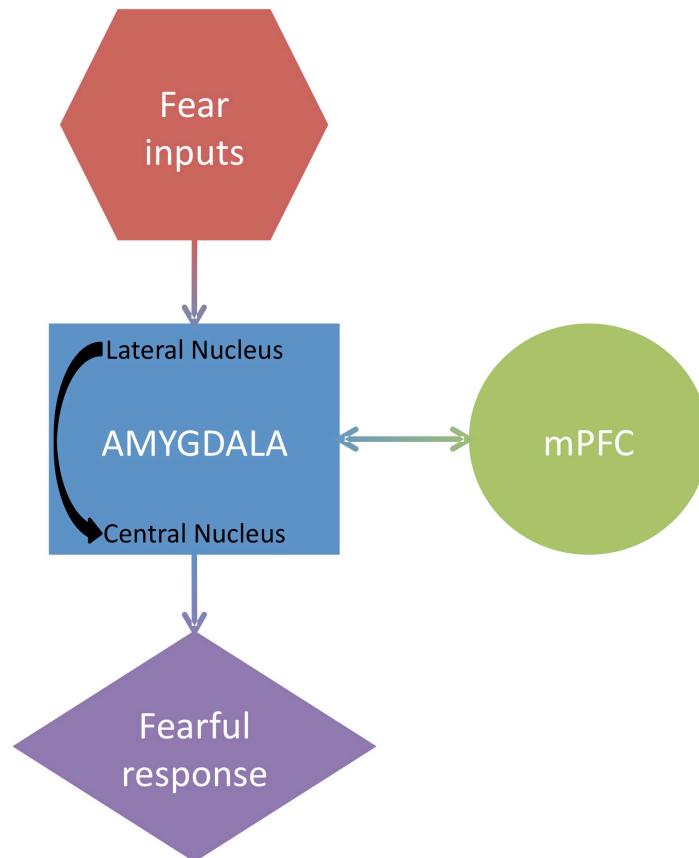 Fear
inputs
Lateral Nucleus
AMYGDALA
mPFC
Central Nucleus
Fearful
response